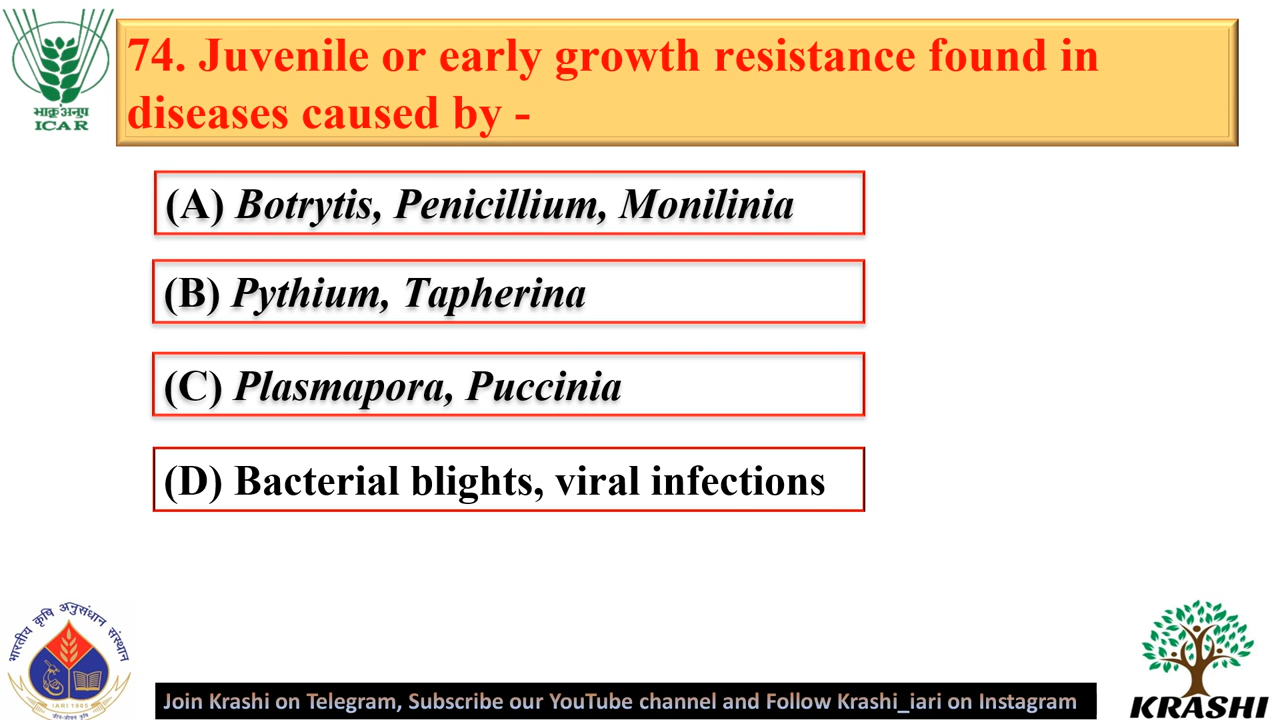 74. Juvenile or early growth resistance found in
diseases caused by -
भाकृअनुप
ICAR
(A) Botrytis, Penicillium, Monilinia
(B) Pythium, Tapherina
(C) Plasmapora, Puccinia
(D) Bacterial blights, viral infections
भारतीय कृषि अनुसंधान संस्थान
IARI 1905
Join Krashi on Telegram, Subscribe our YouTube channel and Follow Krashi_iari on Instagram
KRASHI